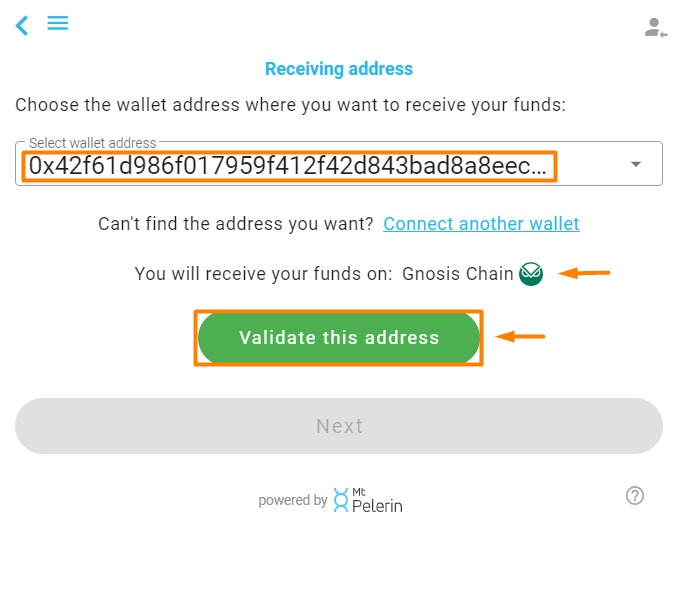 Receiving address
Choose the wallet address where you want to receive your funds:
Select wallet address
0x42f61d986f017959f412f42d843bad8a8eec...
Can't find the address you want? Connect another wallet
You will receive your funds on: Gnosis Chain
Validate this address
Next
powered by Mt Pelerin